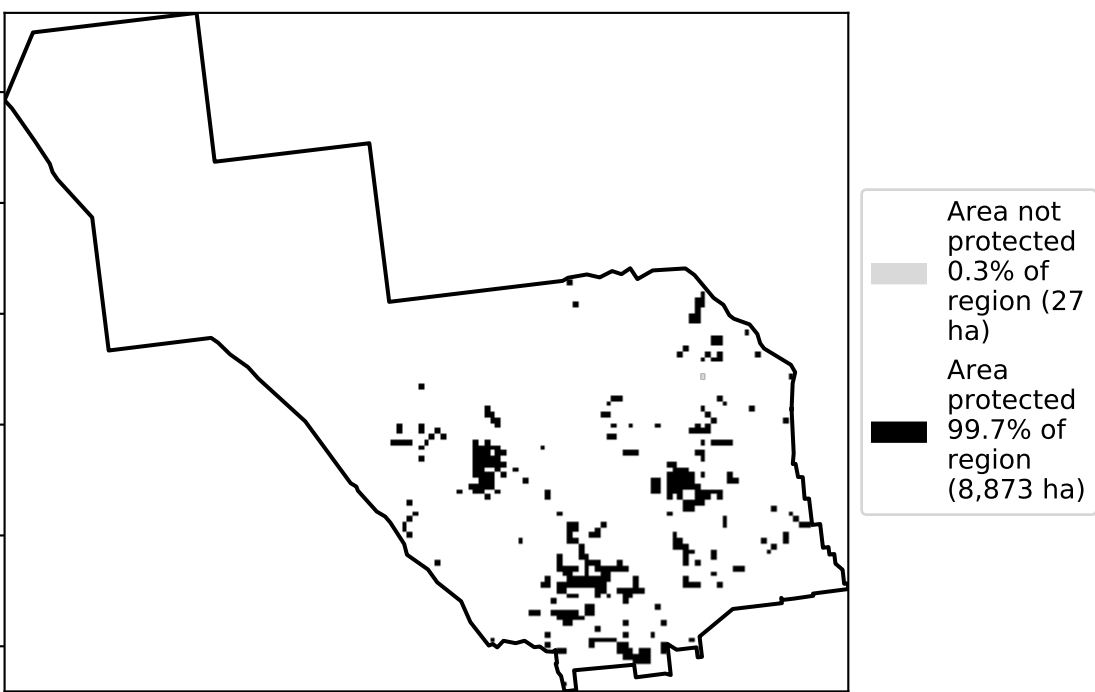 Area not
protected
0.3% of
region (27
ha)
Area
protected
99.7% of
region
(8,873 ha)